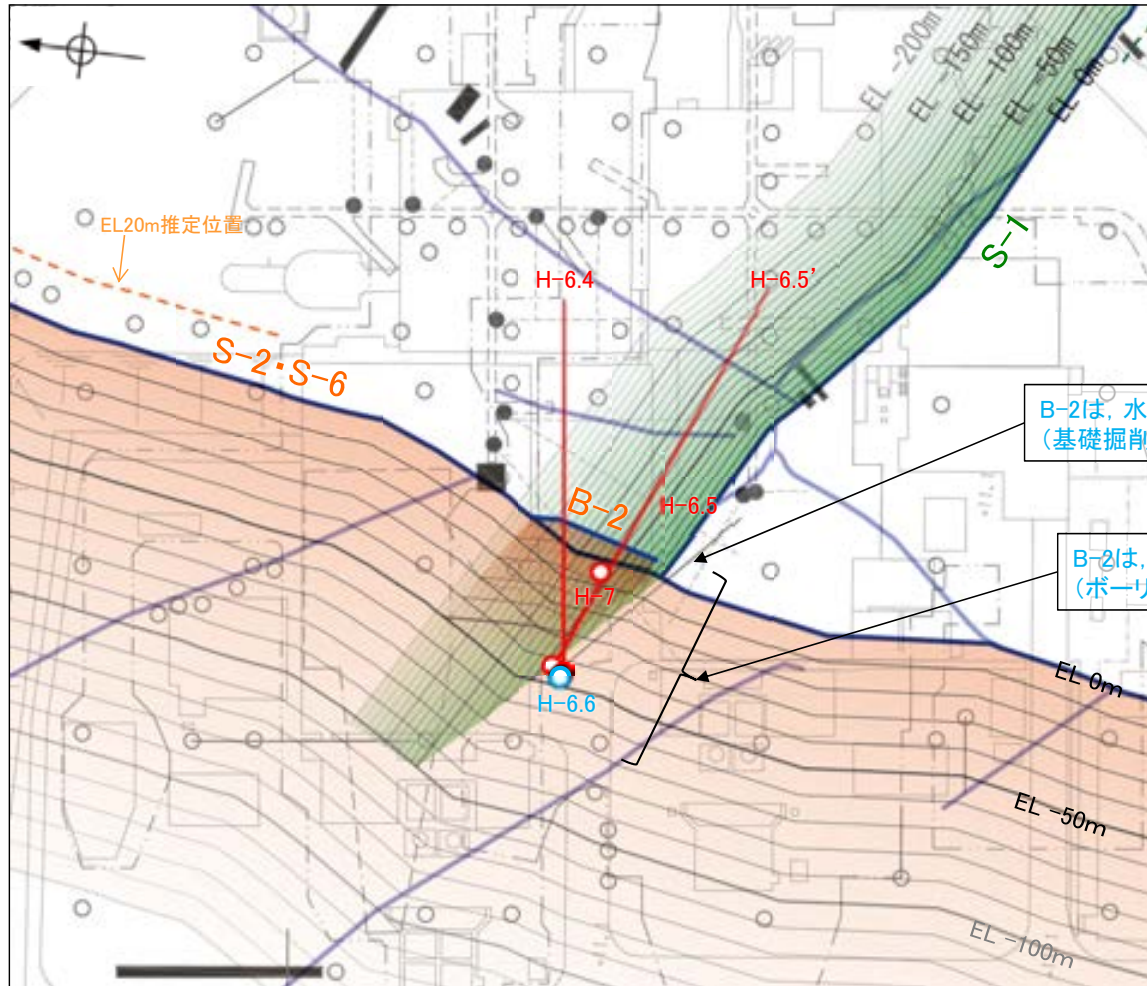 EL -200m
EL -150m
EL -100m
EL -50m
EL 0m
EL20m推定位置
H-6.4
H-6.5’
S-1
S-2・S-6
B-2は, 水
(基礎掘削
B-2
H-6.5
B-2は,
(ボーリ
H-7
H-6.6
EL 0m
EL -50m
EL -100m